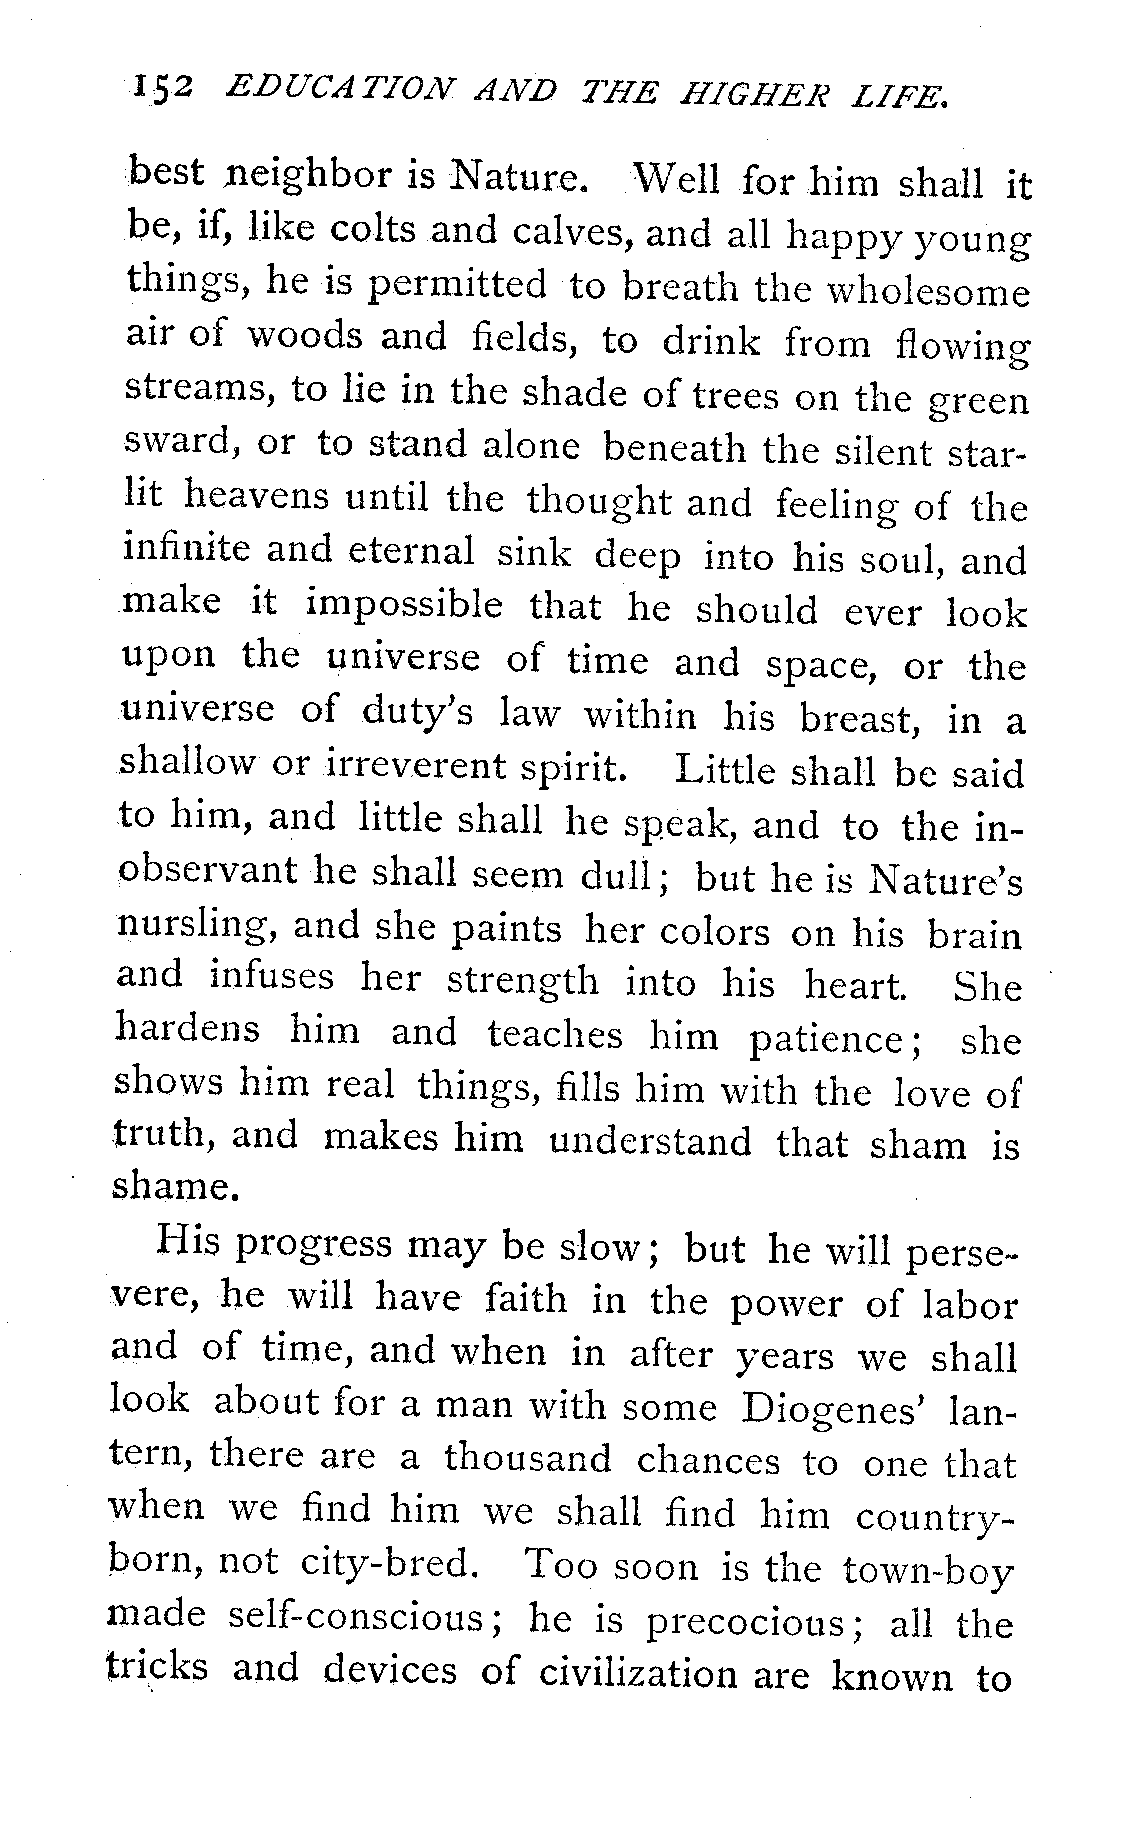 152 EDUCATION AND THE HIGHER LIFE.
best neighbor is Nature. Well for him shall it
be, if, like colts and calves, and all happy young
things, he is permitted to breath the wholesome
air of woods and fields, to drink from flowing
streams, to lie in the shade of trees on the green
sward, or to stand alone beneath the silent star-
lit heavens until the thought and feeling of the
infinite and eternal sink deep into his soul, and
make it impossible that he should ever look
upon the universe of time and space, or the
universe of duty's law within his breast, in a
shallow or irreverent spirit. Little shall be said
to him, and little shall he speak, and to the in-
observant he shall seem dull; but he is Nature's
nursling, and she paints her colors on his brain
and infuses her strength into his heart. She
hardens him and teaches him patience; she
shows him real things, fills him with the love of
truth, and makes him understand that sham is
shame.
His progress may be slow; but he will perse-
vere, he will have faith in the power of labor
and of time, and when in after years we shall
look about for a man with some Diogenes' lan-
tern, there are a thousand chances to one that
when we find him we shall find him country-
born, not city-bred. Too soon is the town-boy
made self-conscious; he is precocious; all the
tricks and devices of civilization are known to